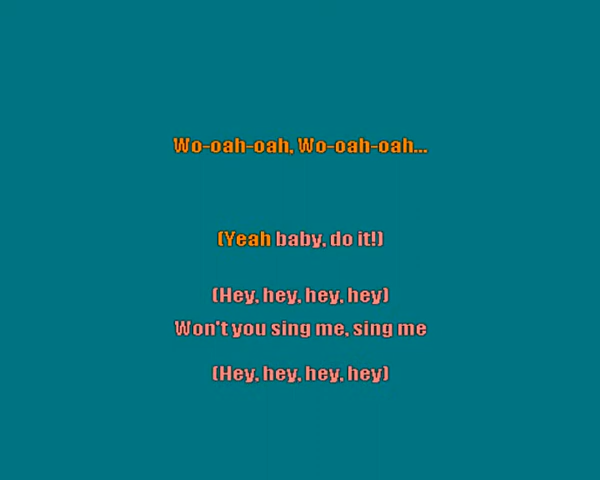 Wo-oah-oah, Wo-oah-oah...
(Yeah baby, do it!)
(Hey, hey, hey, hey)
Won't you sing me, sing me
(Hey, hey, hey, hey)